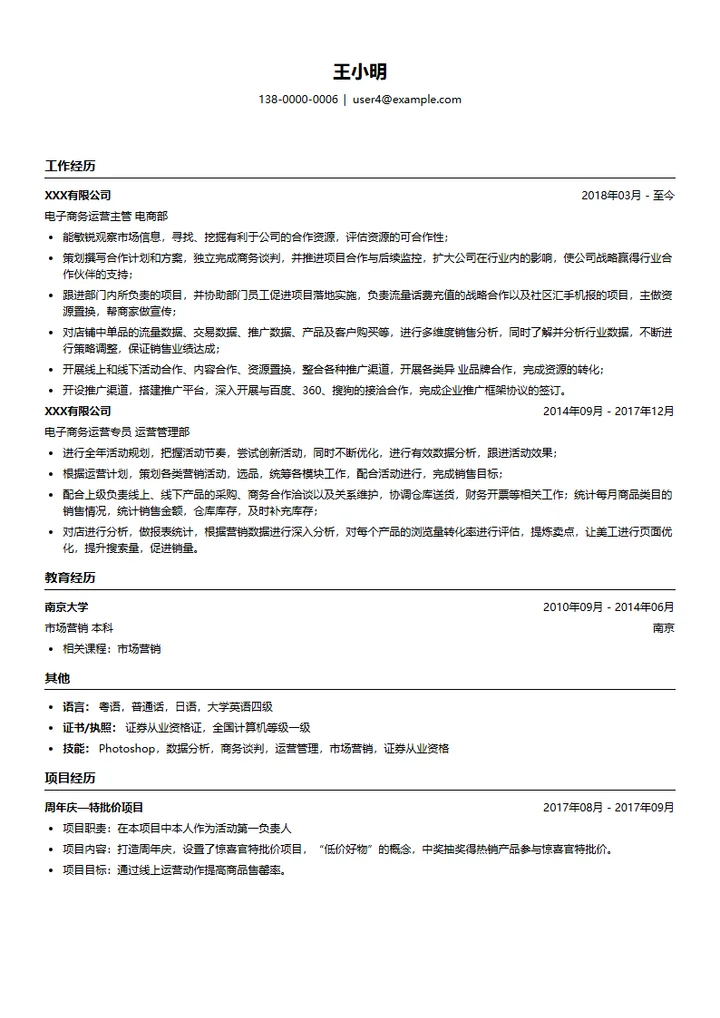 王小明
138-0000-0006 | user4@example.com
工作经历
XXX有限公司 2018年03月 - 至今
电子商务运营主管 电商部
• 能敏锐观察市场信息，寻找、挖掘有利于公司的合作资源，评估资源的可合作性；
• 策划撰写合作计划和方案，独立完成商务谈判，并推进项目合作与后续监控，扩大公司在行业内的影响，使公司战略赢得行业合
作伙伴的支持；
• 跟进部门内所负责的项目，并协助部门员工促进项目落地实施，负责流量话费充值的战略合作以及社区汇手机报的项目，主做资
源置换，帮商家做宣传；
• 对店铺中单品的流量数据、交易数据、推广数据、产品及客户购买等，进行多维度销售分析，同时了解并分析行业数据，不断进
行策略调整，保证销售业绩达成；
• 开展线上和线下活动合作、内容合作、资源置换，整合各种推广渠道，开展各类异 业品牌合作，完成资源的转化；
• 开设推广渠道，搭建推广平台，深入开展与百度、360、搜狗的接洽合作，完成企业推广框架协议的签订。
XXX有限公司 2014年09月 - 2017年12月
电子商务运营专员 运营管理部
• 进行全年活动规划，把握活动节奏，尝试创新活动，同时不断优化，进行有效数据分析，跟进活动效果；
• 根据运营计划，策划各类营销活动，选品，统筹各模块工作，配合活动进行，完成销售目标；
• 配合上级负责线上、线下产品的采购、商务合作洽谈以及关系维护，协调仓库送货，财务开票等相关工作；统计每月商品类目的
销售情况，统计销售金额，仓库库存，及时补充库存；
• 对店进行分析，做报表统计，根据营销数据进行深入分析，对每个产品的浏览量转化率进行评估，提炼卖点，让美工进行页面优
化，提升搜索量，促进销量。
教育经历
南京大学 2010年09月 - 2014年06月
市场营销 本科 南京
• 相关课程：市场营销
其他
• 语言： 粤语，普通话，日语，大学英语四级
• 证书/执照： 证券从业资格证，全国计算机等级一级
• 技能： Photoshop，数据分析，商务谈判，运营管理，市场营销，证券从业资格
项目经历
周年庆—特批价项目 2017年08月 - 2017年09月
• 项目职责：在本项目中本人作为活动第一负责人
• 项目内容：打造周年庆，设置了惊喜官特批价项目，“低价好物”的概念，中奖抽奖得热销产品参与惊喜官特批价。
• 项目目标：通过线上运营动作提高商品售罄率。